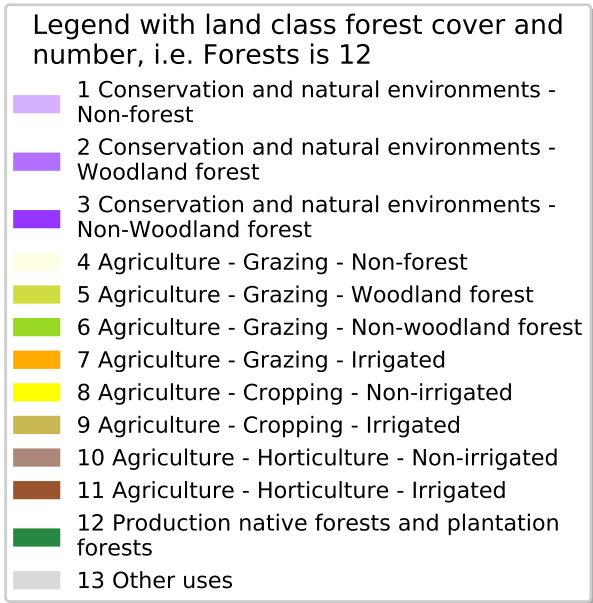 Legend with land class forest cover and
number, i.e. Forests is 12
1 Conservation and natural environments -
Non-forest
2 Conservation and natural environments -
Woodland forest
3 Conservation and natural environments -
Non-Woodland forest
4 Agriculture - Grazing - Non-forest
5 Agriculture - Grazing - Woodland forest
6 Agriculture - Grazing - Non-woodland forest
7 Agriculture - Grazing - Irrigated
8 Agriculture - Cropping - Non-irrigated
9 Agriculture - Cropping - Irrigated
10 Agriculture - Horticulture - Non-irrigated
11 Agriculture - Horticulture - Irrigated
12 Production native forests and plantation
forests
13 Other uses